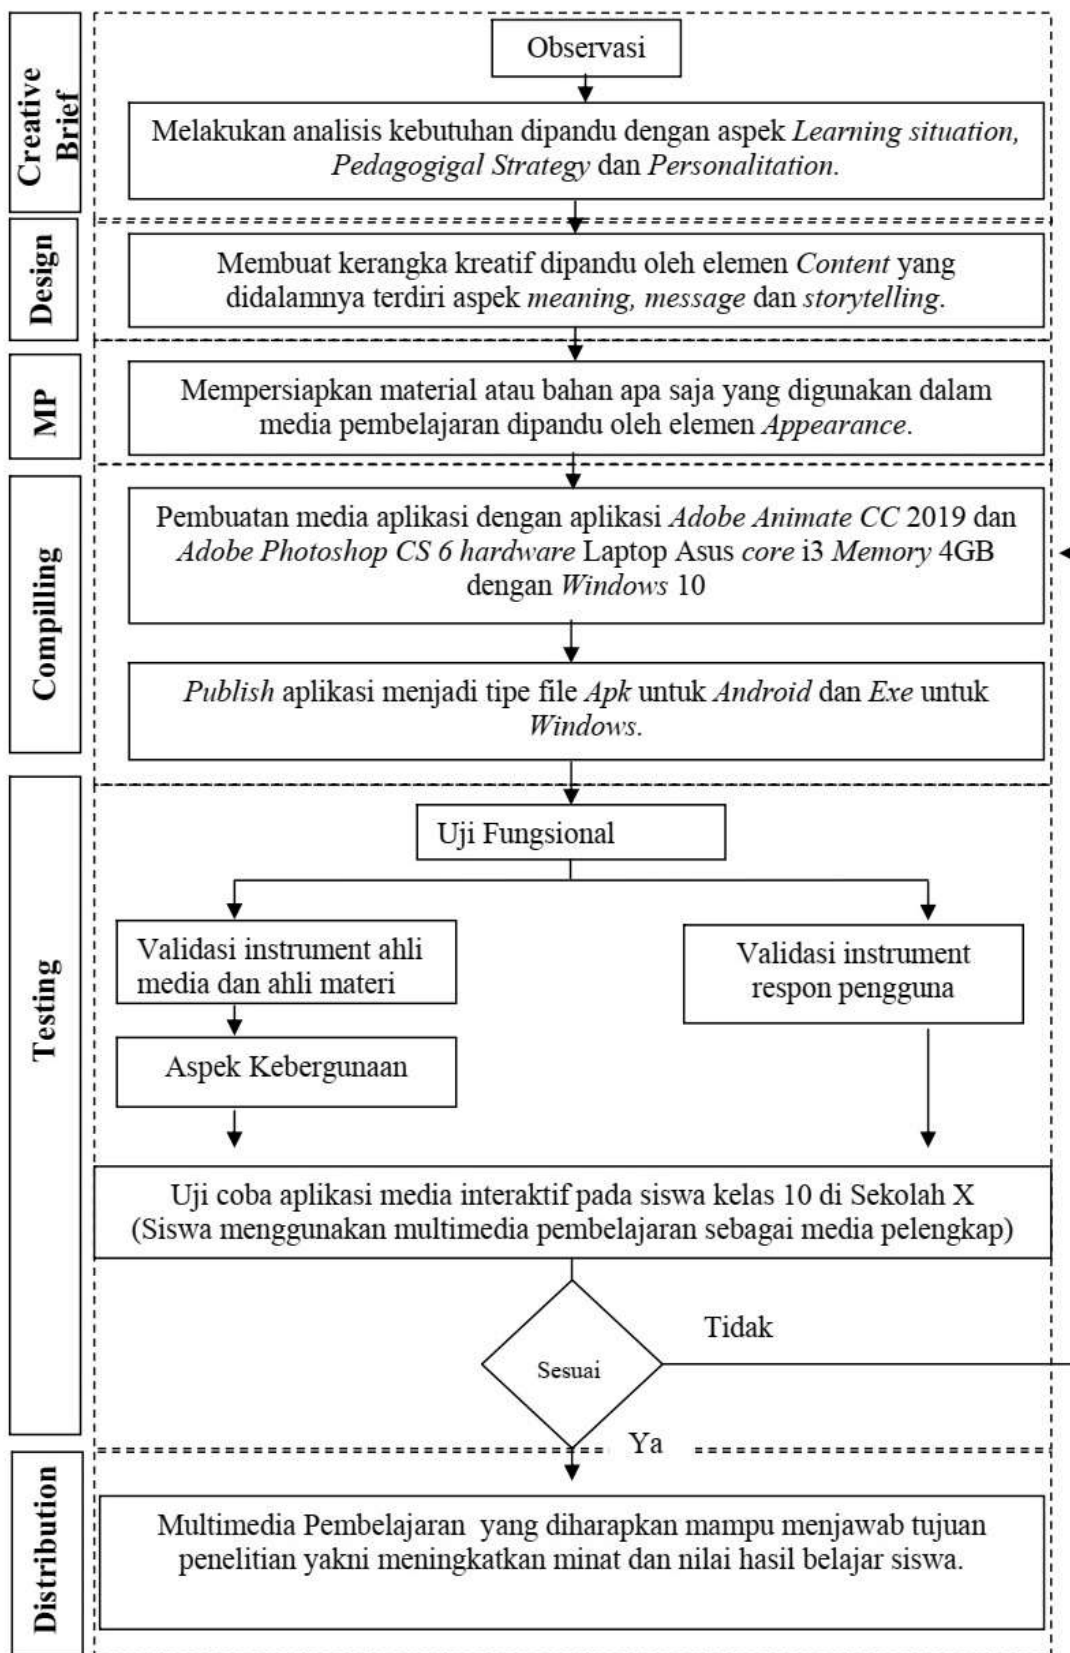 Creative
Brief
Observasi
Melakukan analisis kebutuhan dipandu dengan aspek Learning situation,
Pedagogigal Strategy dan Personalitation.
Design
Membuat kerangka kreatif dipandu oleh elemen Content yang
didalamnya terdiri aspek meaning, message dan storytelling.
MP
Mempersiapkan material atau bahan apa saja yang digunakan dalam
media pembelajaran dipandu oleh elemen Appearance.
Compilling
Pembuatan media aplikasi dengan aplikasi Adobe Animate CC 2019 dan
Adobe Photoshop CS 6 hardware Laptop Asus core i3 Memory 4GB
dengan Windows 10
Publish aplikasi menjadi tipe file Apk untuk Android dan Exe untuk
Windows.
Testing
Uji Fungsional
Validasi instrument ahli
media dan ahli materi
Validasi instrument
respon pengguna
Aspek Kebergunaan
Uji coba aplikasi media interaktif pada siswa kelas 10 di Sekolah X
(Siswa menggunakan multimedia pembelajaran sebagai media pelengkap)
Tidak
Sesuai
Ya
Distribution
Multimedia Pembelajaran yang diharapkan mampu menjawab tujuan
penelitian yakni meningkatkan minat dan nilai hasil belajar siswa.